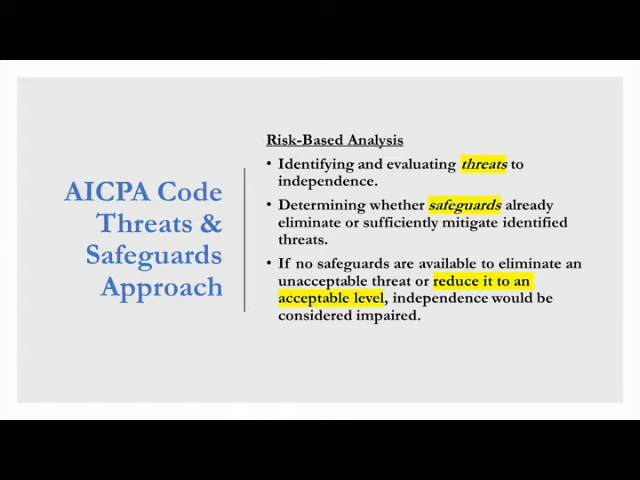 AICPA Code
Threats &
Safeguards
Approach
Risk-Based Analysis
• Identifying and evaluating threats to
independence.
• Determining whether safeguards already
eliminate or sufficiently mitigate identified
threats.
• If no safeguards are available to eliminate an
unacceptable threat or reduce it to an
acceptable level, independence would be
considered impaired.